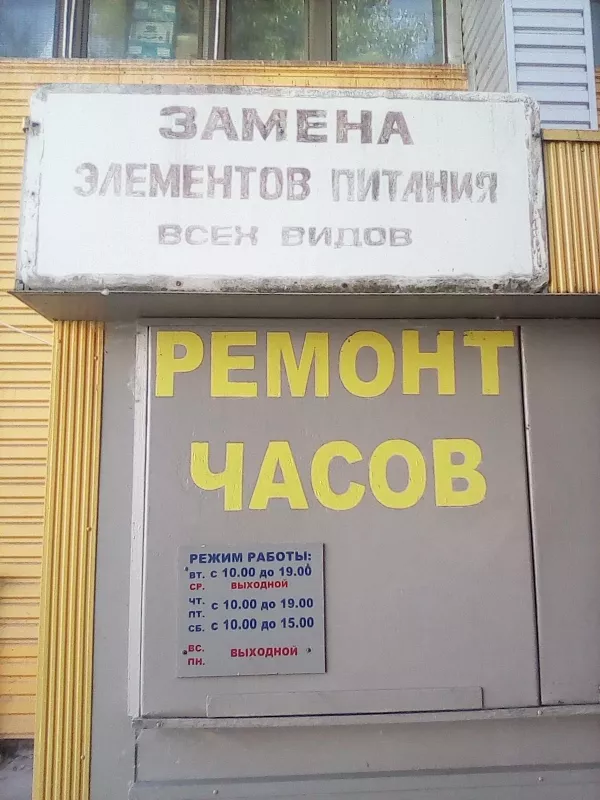 ЗАМЕНА
ЭЛЕМЕНТОВ ПИТАНИЯ
ВСЕХ ВИДОВ
РЕМОНТ
ЧАСОВ
РЕЖИМ РАБОТЫ:
ВТ. с 10.00 до 19.00
СР. ВЫХОДНОЙ
ЧТ.
ПТ. с 10.00 до 19.00
СБ. с 10.00 до 15.00
ВС.
ПН. ВЫХОДНОЙ